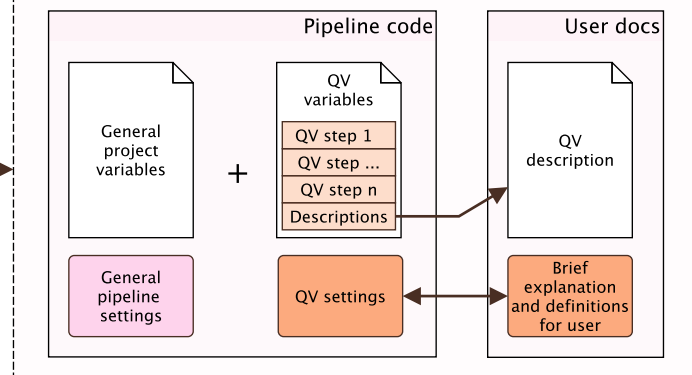 Pipeline code
User docs
General
project
variables
+
QV
variables
QV step 1
QV step ...
QV step n
Descriptions
QV
description
General
pipeline
settings
QV settings
Brief
explanation
and definitions
for user